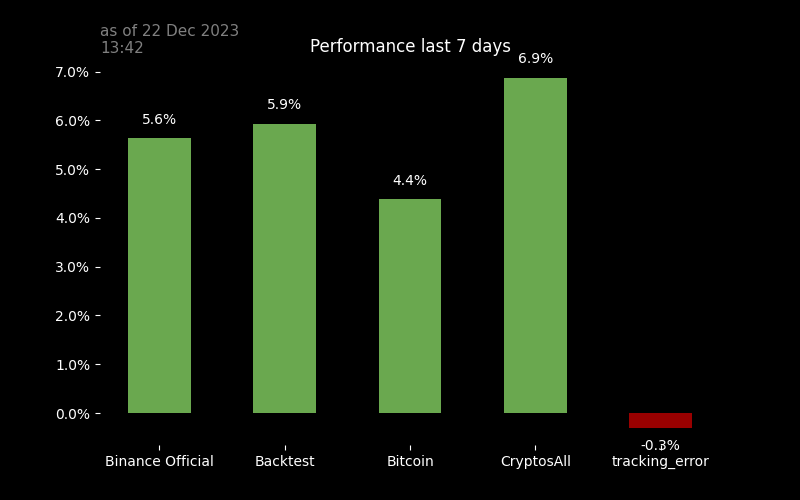 as of 22 Dec 2023
13:42
Performance last 7 days
7.0%
6.0%
5.0%
4.0%
3.0%
2.0%
1.0%
0.0%
5.6%
5.9%
4.4%
6.9%
-0.3%
Binance Official
Backtest
Bitcoin
CryptosAll
tracking_error